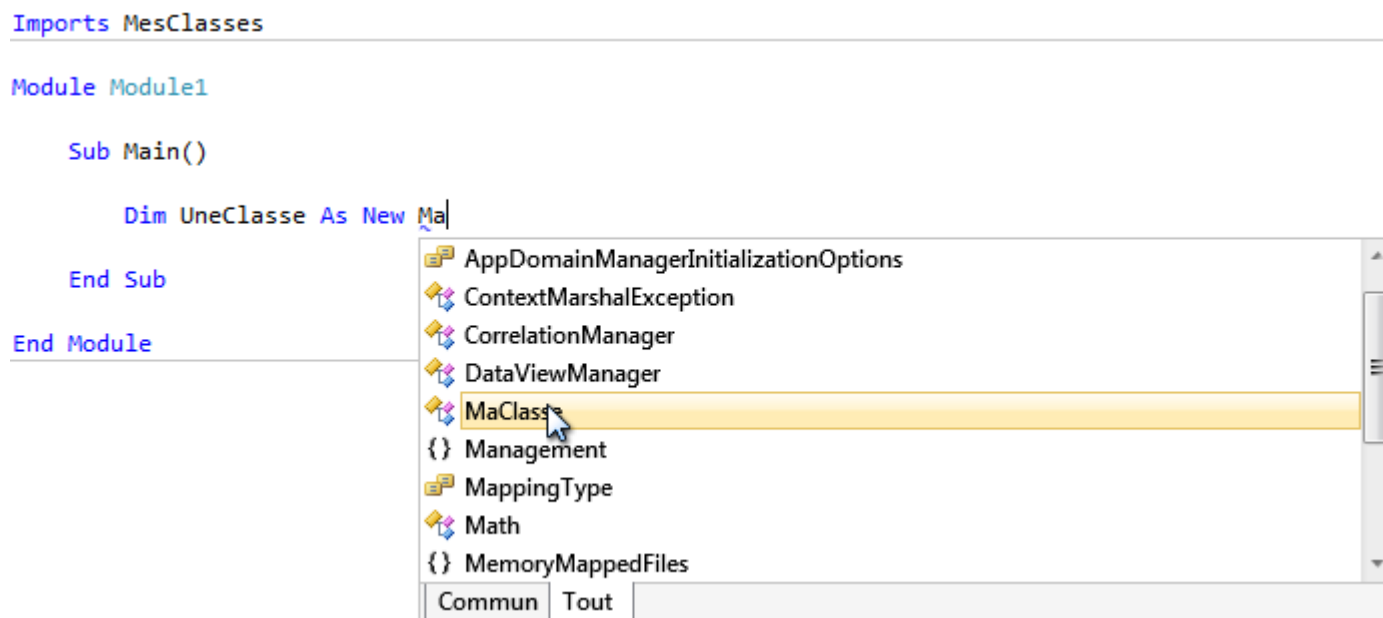 Imports MesClasses
Module Module1
Sub Main()
Dim UneClasse As New Ma
End Sub
End Module
AppDomainManagerInitializationOptions
ContextMarshalException
CorrelationManager
DataViewManager
MaClasse
{} Management
MappingType
Math
{} MemoryMappedFiles
Commun Tout